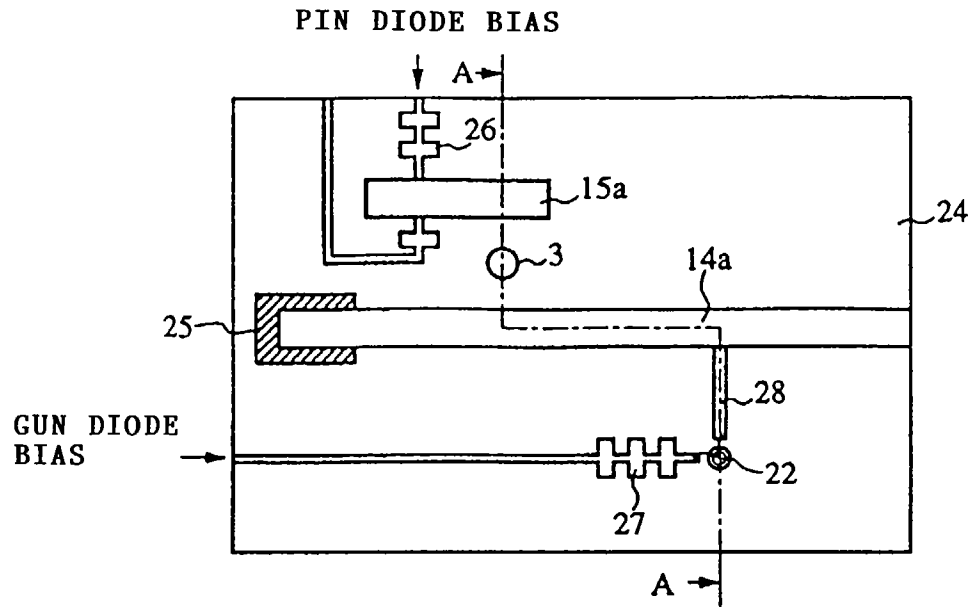 PIN DIODE BIAS
A
26
15a
24
3
14a
25
28
GUN DIODE
BIAS
22
27
A